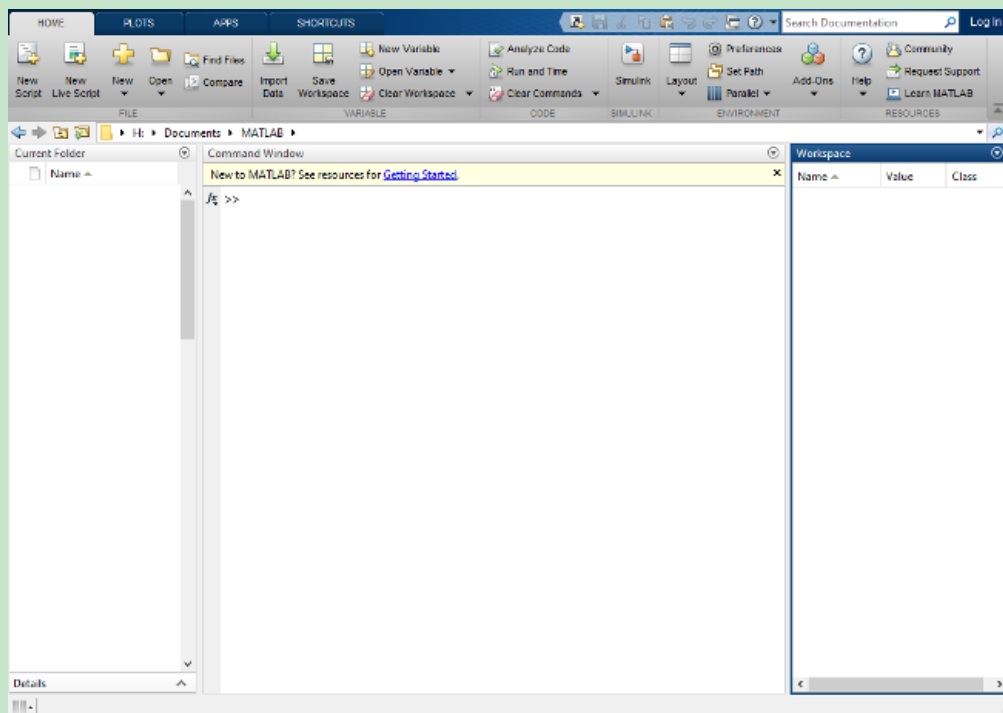 HOME PLOTS APPS SHORTCUTS Search Documentation Log In
New Script
New Live Script
New
Open
Find Files
Compare
Import Data
Save Workspace
New Variable
Open Variable
Clear Workspace
Analyze Code
Run and Time
Clear Commands
Simulink
Layout
Preferences
Set Path
Parallel
Add-Ons
Help
Community
Request Support
Learn MATLAB
FILE VARIABLE CODE SIMULINK ENVIRONMENT RESOURCES
H: Documents MATLAB
Current Folder
Name
Command Window
New to MATLAB? See resources for Getting Started.
fx >>
Workspace
Name Value Class
Details